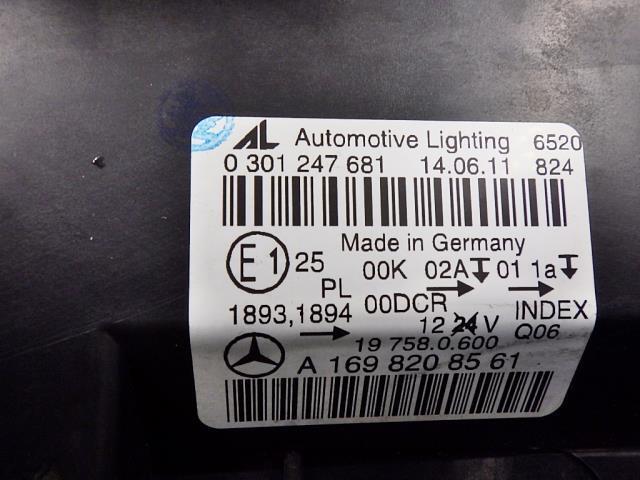 AL Automotive Lighting 6520
0 301 247 681 14.06.11 824
Made in Germany
E1 25 00K 02A 01 1a
PL 00DCR
1893,1894 12 24 V INDEX
19 758.0.600 Q06
A 169 820 85 61